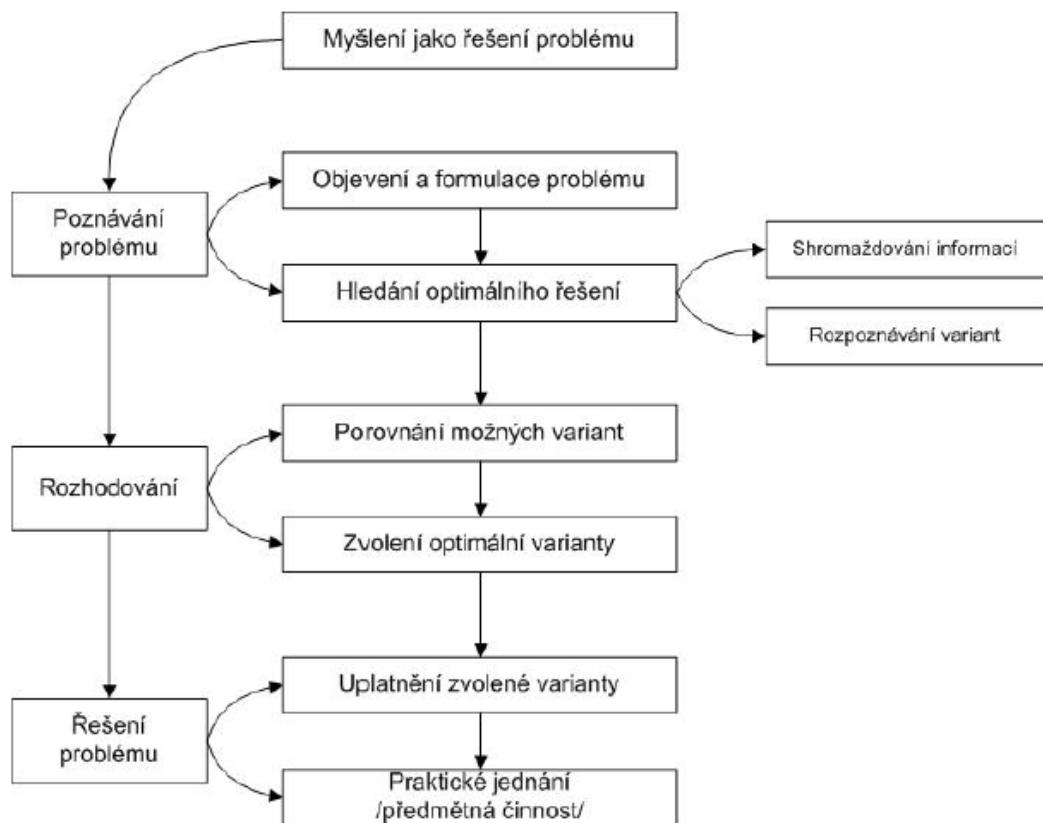 Myšlení jako řešení problému
Objevení a formulace problému
Poznávání
problému
Shromaždování informací
Hledání optimálního řešení
Rozpoznávání variant
Porovnání možných variant
Rozhodování
Zvolení optimální varianty
Uplatnění zvolené varianty
Řešení
problému
Praktické jednání
/předmětná činnost/